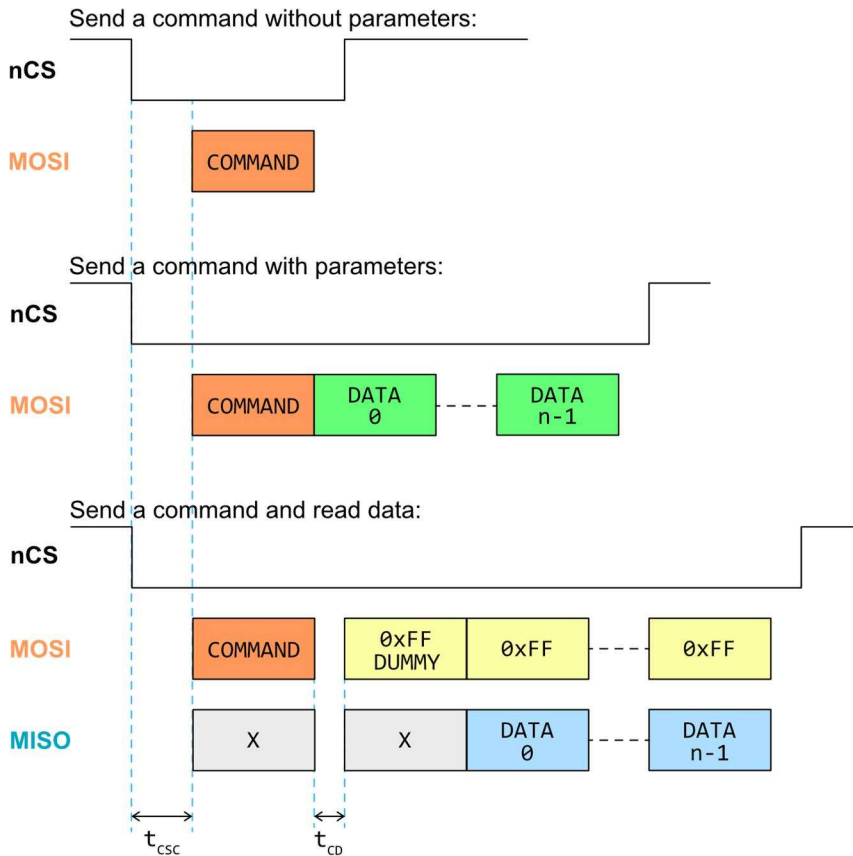 Send a command without parameters:
nCS
MOSI
COMMAND
Send a command with parameters:
nCS
MOSI
COMMAND
DATA
0
DATA
n-1
Send a command and read data:
nCS
MOSI
COMMAND
0xFF
DUMMY
0xFF
0xFF
MISO
X
X
DATA
0
DATA
n-1
tCSC
tCD